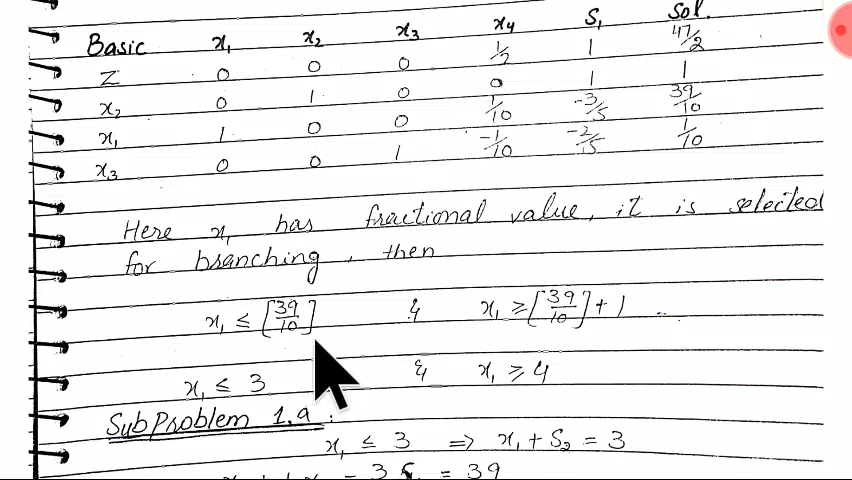 Basic x₁ x₂ x₃ x₄ S₁ Sol.
Z 0 0 0 1/2 1 47/2
x₂ 0 1 0 0 1 1
x₁ 1 0 0 1/10 -3/5 39/10
x₃ 0 0 1 -1/10 -2/5 1/10
Here x₁ has fractional value, it is selected
for branching, then
x₁ ≤ [39/10] & x₁ ≥ [39/10] + 1
x₁ ≤ 3 & x₁ ≥ 4
SubProblem 1.a :
x₁ ≤ 3 ⇒ x₁ + S₂ = 3